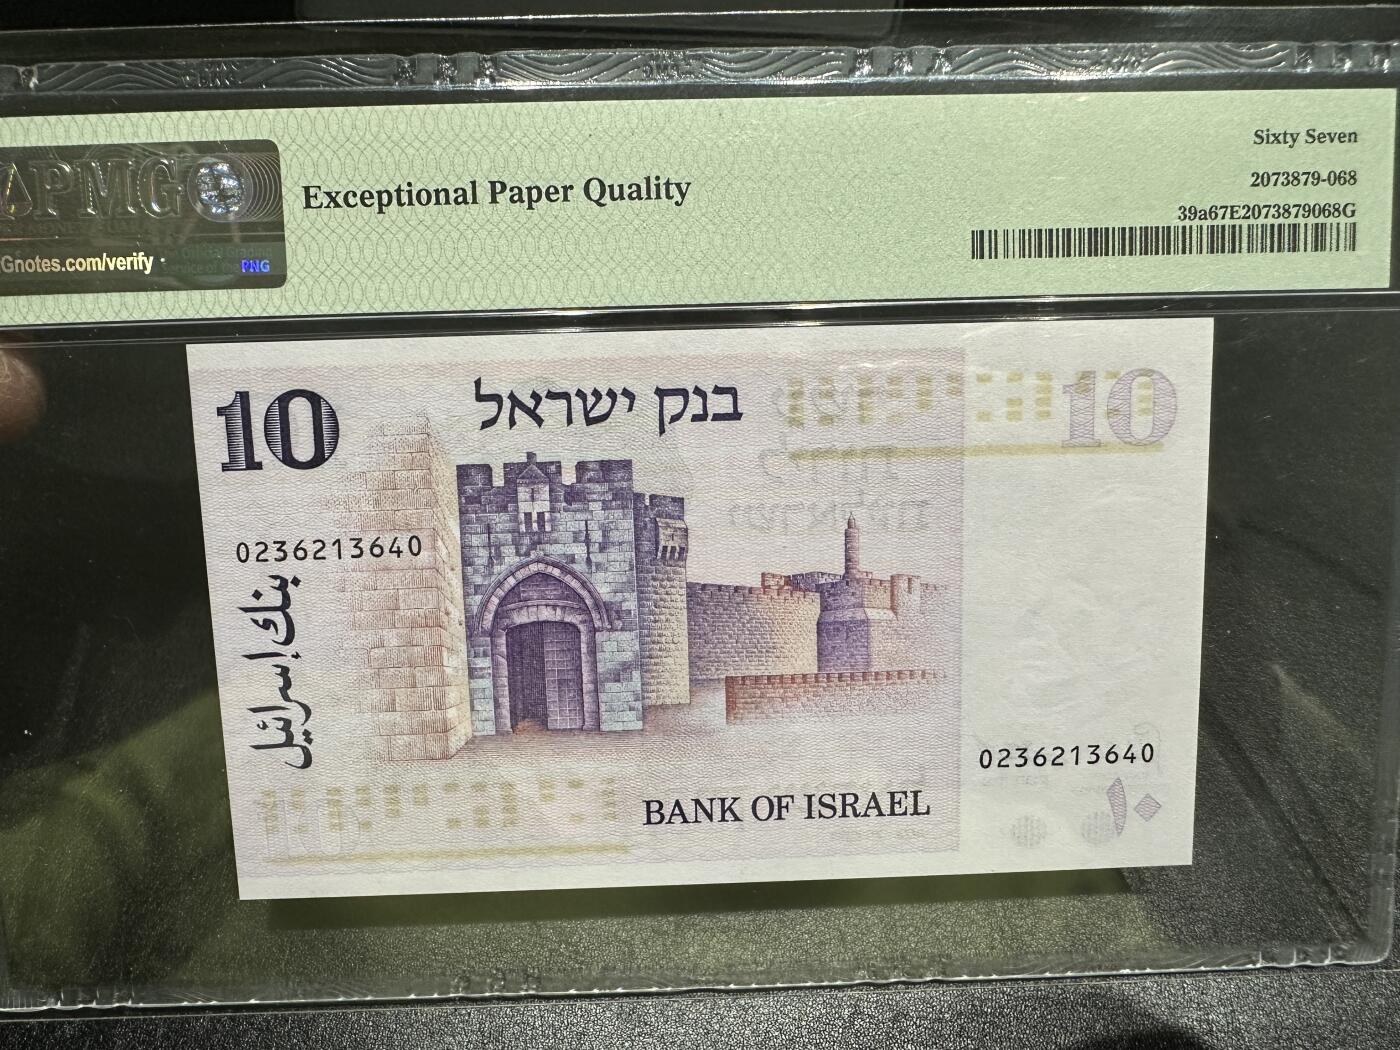 PMG
Gnotes.com/verify
PNG
Exceptional Paper Quality
Sixty Seven
2073879-068
39a67E2073879068G
10
בנק ישראל
10
0236213640
بنك إسرائيل
0236213640
BANK OF ISRAEL
١٠